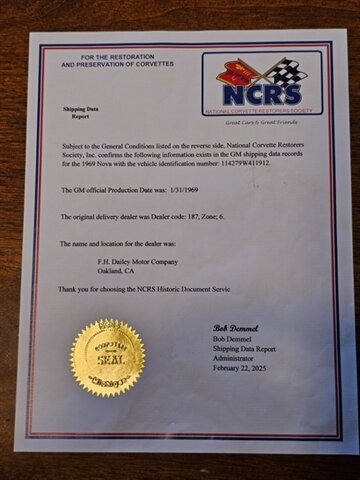 FOR THE RESTORATION
AND PRESERVATION OF CORVETTES
NCRS
NATIONAL CORVETTE RESTORERS SOCIETY
Great Cars & Great Friends
Shipping Data
Report
Subject to the General Conditions listed on the reverse side, National Corvette Restorers
Society, Inc. confirms the following information exists in the GM shipping data records
for the 1969 Nova with the vehicle identification number: 114279W411912.
The GM official Production Date was: 1/31/1969
The original delivery dealer was Dealer code: 187, Zone; 6.
The name and location for the dealer was:
F.H. Dailey Motor Company
Oakland, CA
Thank you for choosing the NCRS Historic Document Servic
Bob Demmel
Bob Demmel
Shipping Data Report
Administrator
February 22, 2025
SEAL